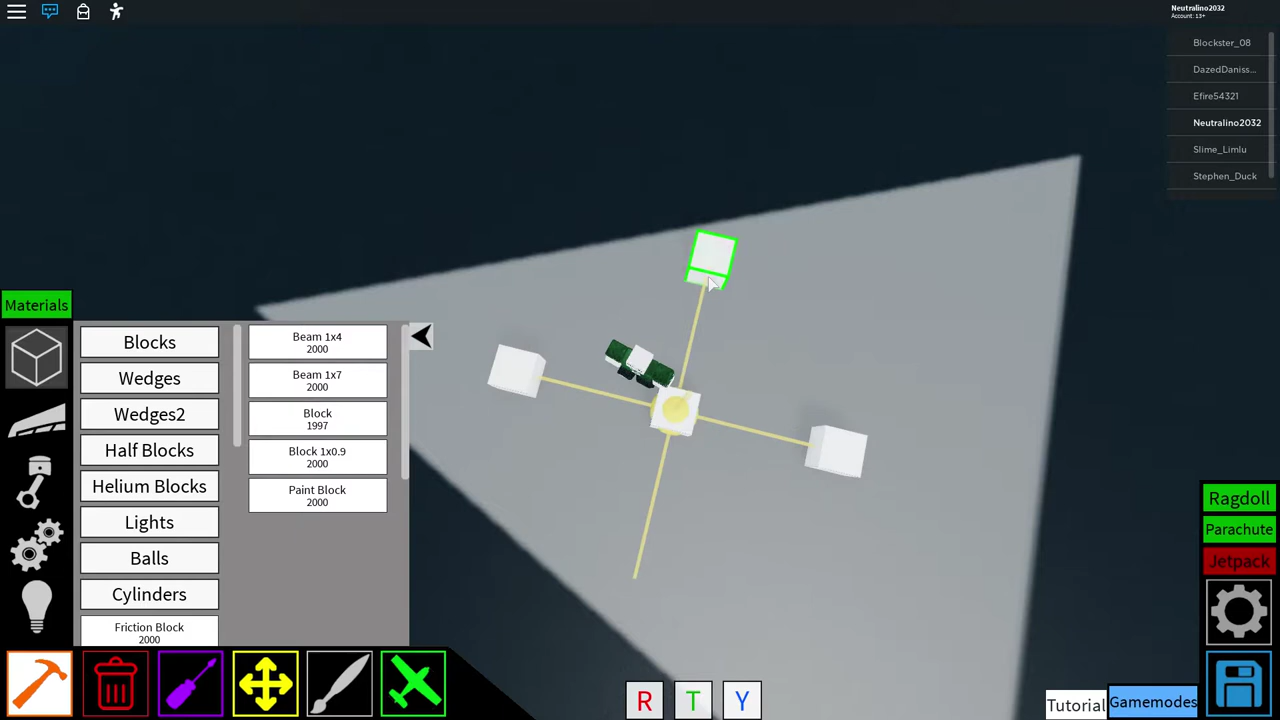 Neutralino2032
Account: 13+
Blockster_08
DazedDaniss...
Efire54321
Neutralino2032
Slime_Limlu
Stephen_Duck
Materials
Blocks
Wedges
Wedges2
Half Blocks
Helium Blocks
Lights
Balls
Cylinders
Friction Block
2000
Beam 1x4
2000
Beam 1x7
2000
Block
1997
Block 1x0.9
2000
Paint Block
2000
Ragdoll
Parachute
Jetpack
R T Y
Tutorial
Gamemodes